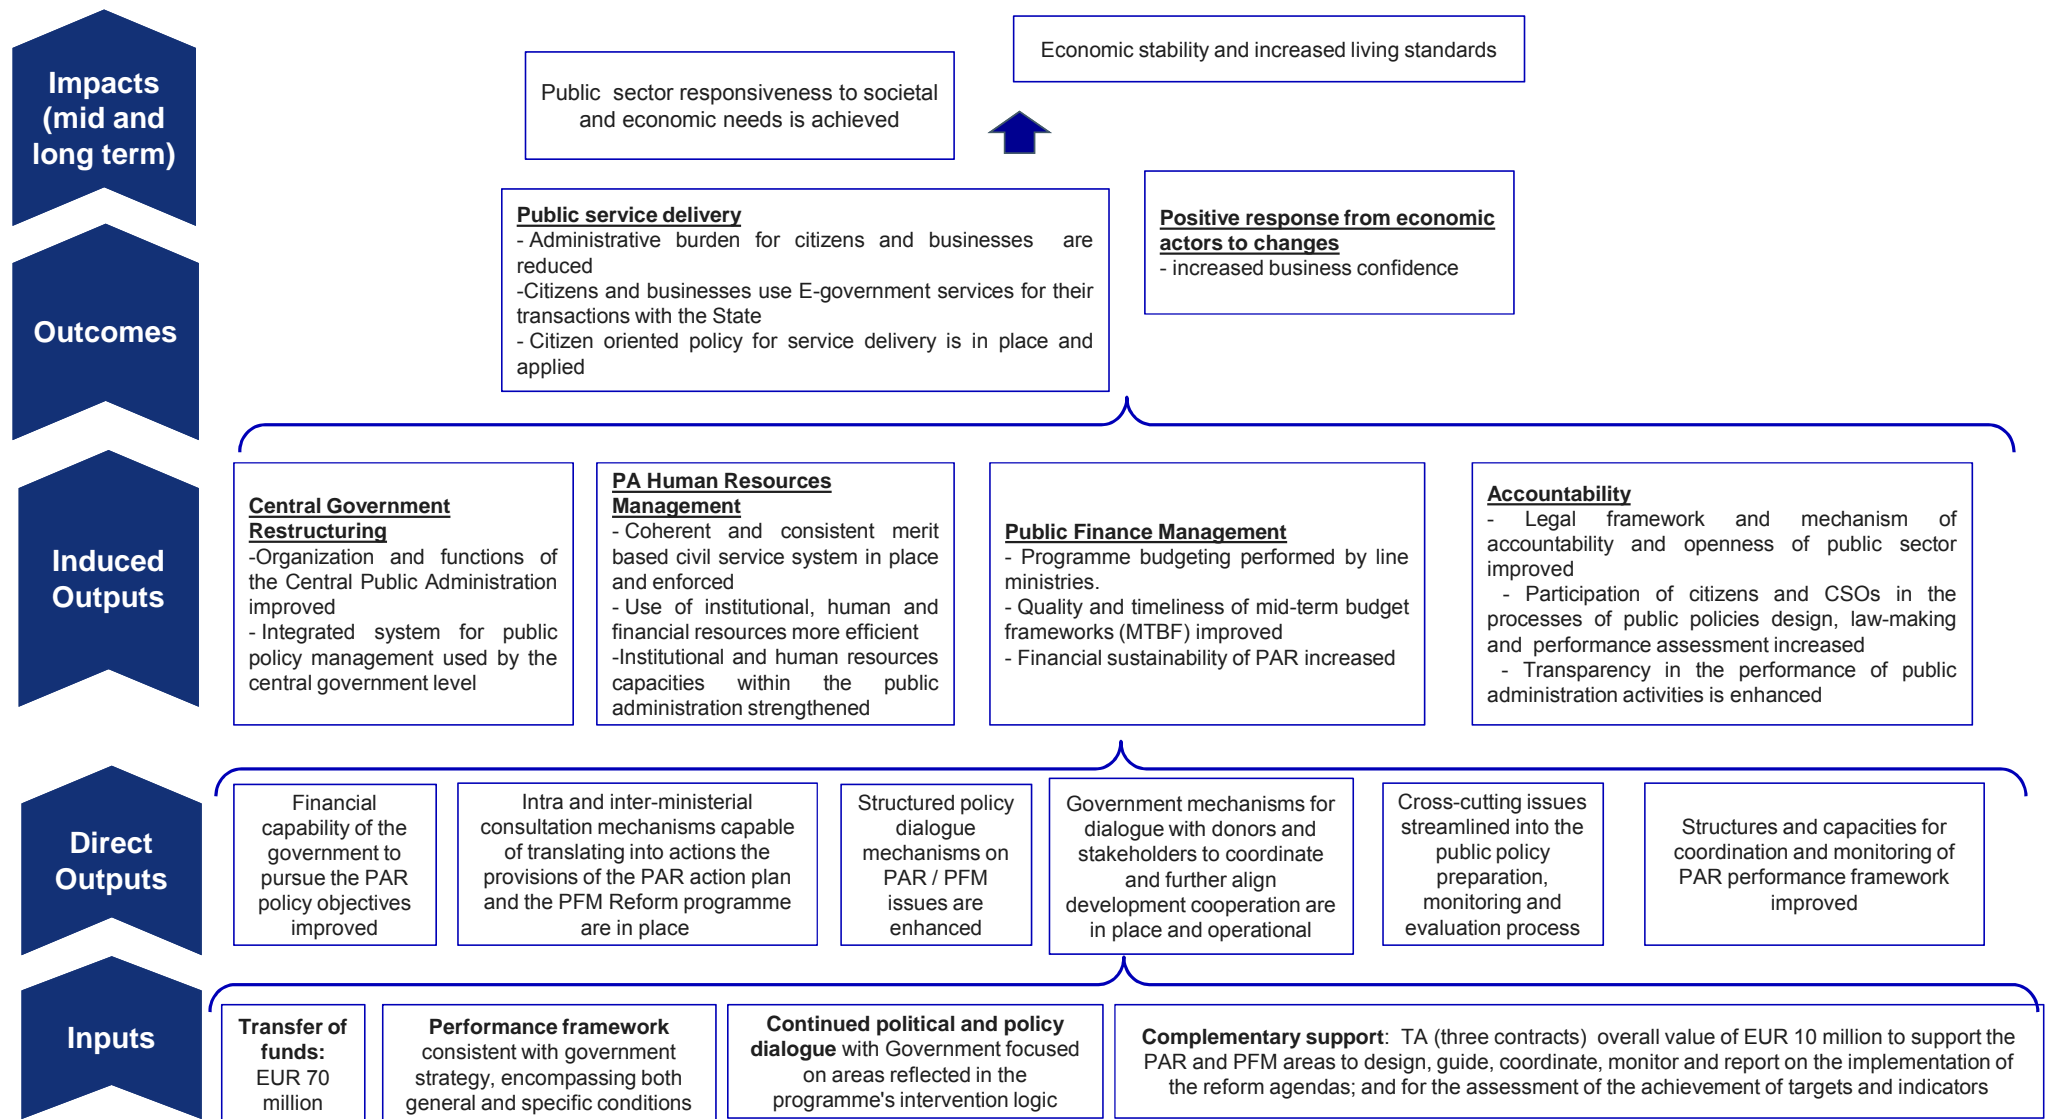 Impacts
(mid and
long term)
Economic stability and increased living standards
Public sector responsiveness to societal
and economic needs is achieved
Outcomes
Public service delivery
- Administrative burden for citizens and businesses are
reduced
-Citizens and businesses use E-government services for their
transactions with the State
- Citizen oriented policy for service delivery is in place and
applied
Positive response from economic
actors to changes
- increased business confidence
Induced
Outputs
Central Government
Restructuring
-Organization and functions of
the Central Public Administration
improved
- Integrated system for public
policy management used by the
central government level
PA Human Resources
Management
- Coherent and consistent merit
based civil service system in place
and enforced
- Use of institutional, human and
financial resources more efficient
-Institutional and human resources
capacities within the public
administration strengthened
Public Finance Management
- Programme budgeting performed by line
ministries.
- Quality and timeliness of mid-term budget
frameworks (MTBF) improved
- Financial sustainability of PAR increased
Accountability
- Legal framework and mechanism of
accountability and openness of public sector
improved
- Participation of citizens and CSOs in the
processes of public policies design, law-making
and performance assessment increased
- Transparency in the performance of public
administration activities is enhanced
Direct
Outputs
Financial
capability of the
government to
pursue the PAR
policy objectives
improved
Intra and inter-ministerial
consultation mechanisms capable
of translating into actions the
provisions of the PAR action plan
and the PFM Reform programme
are in place
Structured policy
dialogue
mechanisms on
PAR / PFM
issues are
enhanced
Government mechanisms for
dialogue with donors and
stakeholders to coordinate
and further align
development cooperation are
in place and operational
Cross-cutting issues
streamlined into the
public policy
preparation,
monitoring and
evaluation process
Structures and capacities for
coordination and monitoring of
PAR performance framework
improved
Inputs
Transfer of
funds:
EUR 70
million
Performance framework
consistent with government
strategy, encompassing both
general and specific conditions
Continued political and policy
dialogue with Government focused
on areas reflected in the
programme's intervention logic
Complementary support: TA (three contracts) overall value of EUR 10 million to support the
PAR and PFM areas to design, guide, coordinate, monitor and report on the implementation of
the reform agendas; and for the assessment of the achievement of targets and indicators